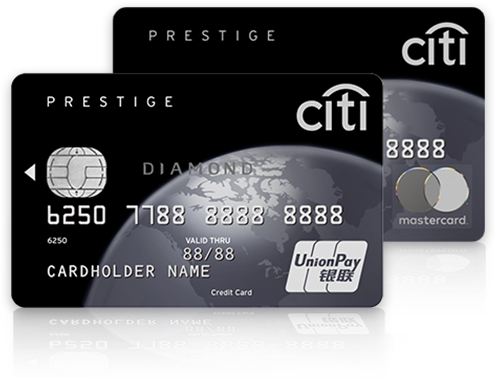 PRESTIGE
citi
8888
mastercard
PRESTIGE
citi
DIAMOND
6250 7788 8888 8888
6250
VALID THRU
88/88
CARDHOLDER NAME
UnionPay
银联
Credit Card